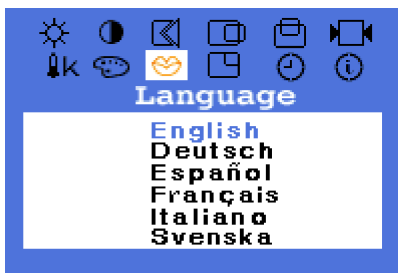 K
Language
English
Deutsch
Español
Français
Italiano
Svenska